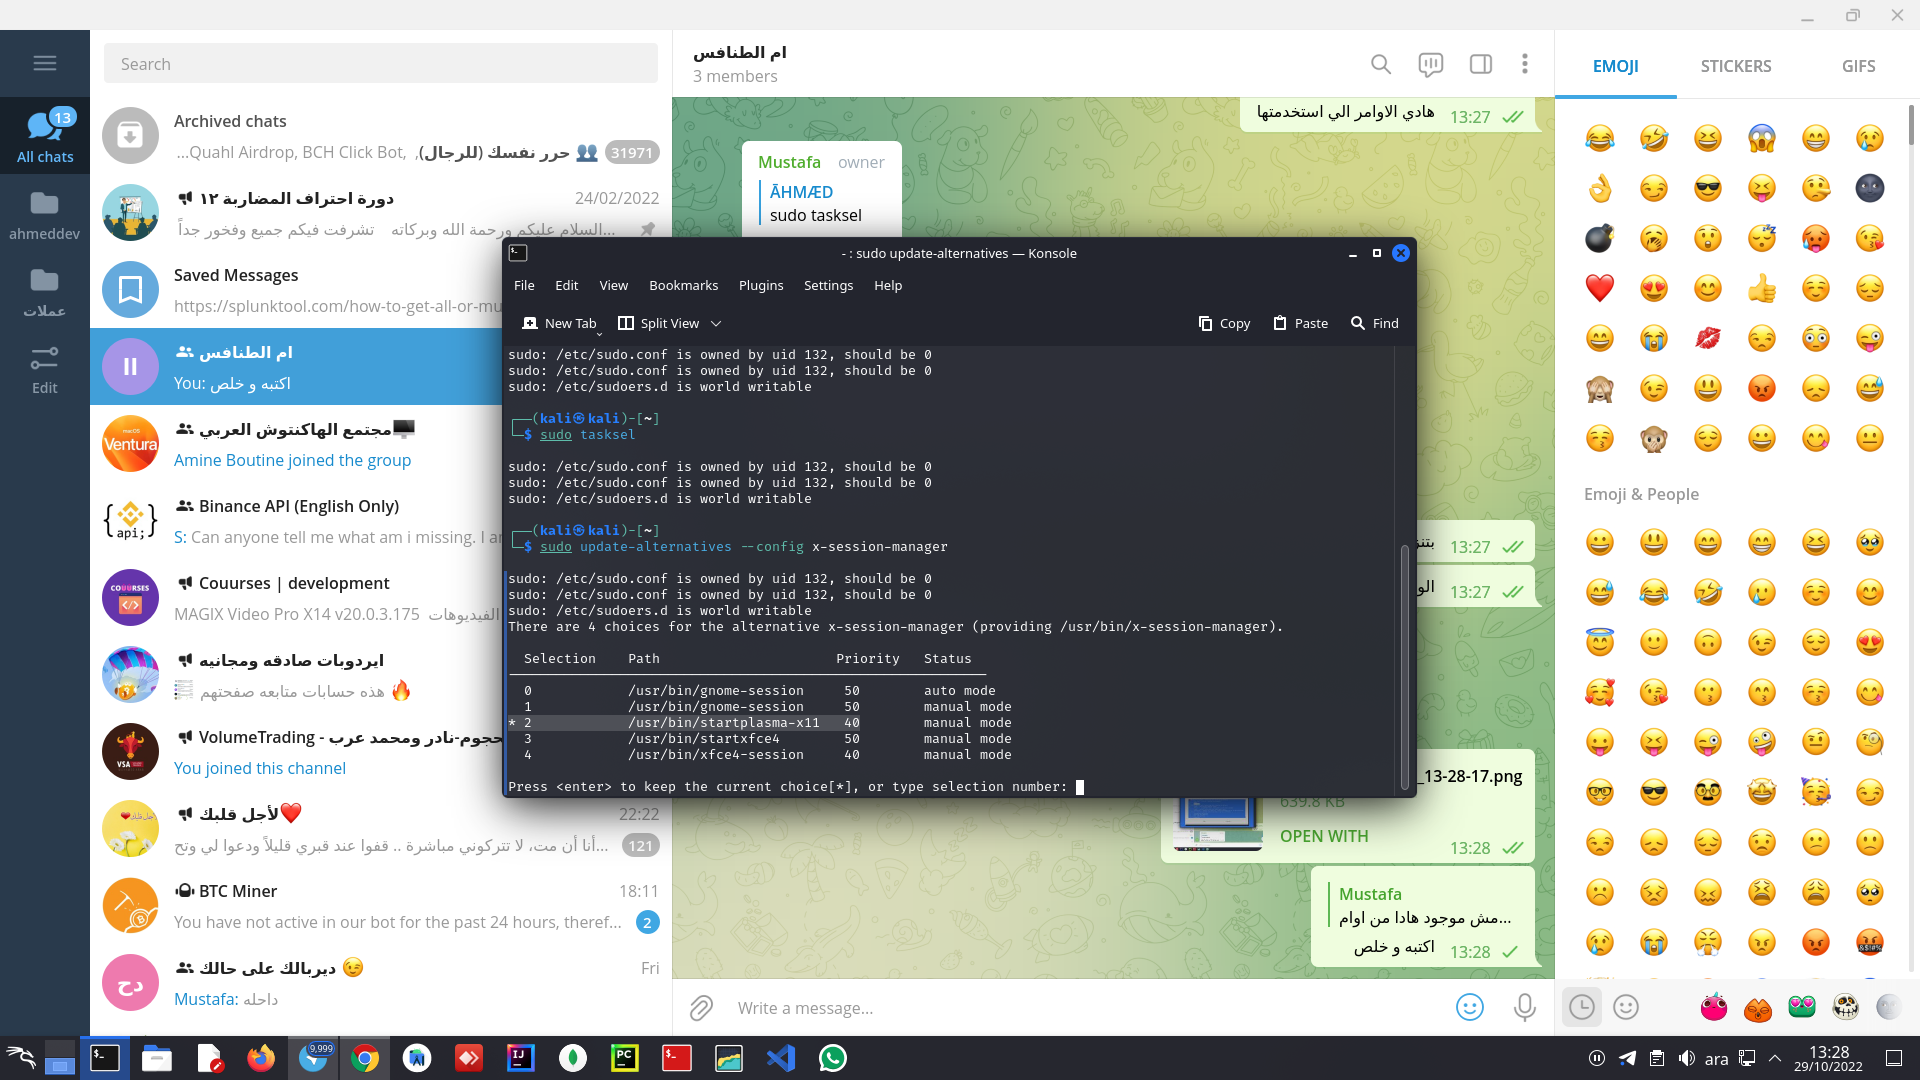 Search
13
All chats
ahmeddev
عملات
Edit
Archived chats
...Quahl Airdrop, BCH Click Bot, ,حرر نفسك (للرجال) 👥
31971
دورة احتراف المضاربة ١٢
24/02/2022
السلام عليكم ورحمة الله وبركاته تشرفت فيكم جميع وفخور جداً...
Saved Messages
https://splunktool.com/how-to-get-all-or-mu
ام الطنافس
You: اكتبه و خلص
مجتمع الهاكنتوش العربي🖥
Amine Boutine joined the group
macOS
Ventura
Binance API (English Only)
S: Can anyone tell me what am i missing. I ar
api;
Couurses | development
MAGIX Video Pro X14 v20.0.3.175 الفيديوهات
COUURSES
ايردوبات صادقه ومجانيه
هذه حسابات متابعه صفحتهم 🔥
VolumeTrading - حجوم-نادر ومحمد عرب
You joined this channel
VSA
لأجل قلبك❤️
22:22
أنا أن مت، لا تتركوني مباشرة .. قفوا عند قبري قليلاً ودعوا لي وتح...
121
BTC Miner
18:11
You have not active in our bot for the past 24 hours, theref...
2
ديربالك على حالك 😉
Fri
Mustafa: داحله
دح
ام الطنافس
3 members
هادي الاوامر الي استخدمتها 13:27
Mustafa owner
ĀHMÆD
sudo tasksel
- : sudo update-alternatives — Konsole
File Edit View Bookmarks Plugins Settings Help
New Tab Split View Copy Paste Find
sudo: /etc/sudo.conf is owned by uid 132, should be 0
sudo: /etc/sudo.conf is owned by uid 132, should be 0
sudo: /etc/sudoers.d is world writable
┌──(kali㉿kali)-[~]
└─$ sudo tasksel
sudo: /etc/sudo.conf is owned by uid 132, should be 0
sudo: /etc/sudo.conf is owned by uid 132, should be 0
sudo: /etc/sudoers.d is world writable
┌──(kali㉿kali)-[~]
└─$ sudo update-alternatives --config x-session-manager
sudo: /etc/sudo.conf is owned by uid 132, should be 0
sudo: /etc/sudo.conf is owned by uid 132, should be 0
sudo: /etc/sudoers.d is world writable
There are 4 choices for the alternative x-session-manager (providing /usr/bin/x-session-manager).
Selection Path Priority Status
0 /usr/bin/gnome-session 50 auto mode
1 /usr/bin/gnome-session 50 manual mode
* 2 /usr/bin/startplasma-x11 40 manual mode
3 /usr/bin/startxfce4 50 manual mode
4 /usr/bin/xfce4-session 40 manual mode
Press <enter> to keep the current choice[*], or type selection number:
13:27
13:27
_13-28-17.png
639.8 KB
OPEN WITH
13:28
Mustafa
مش موجود هادا من اوام...
اكتبه و خلص 13:28
Write a message...
EMOJI STICKERS GIFS
Emoji & People
9,999
ara
13:28
29/10/2022